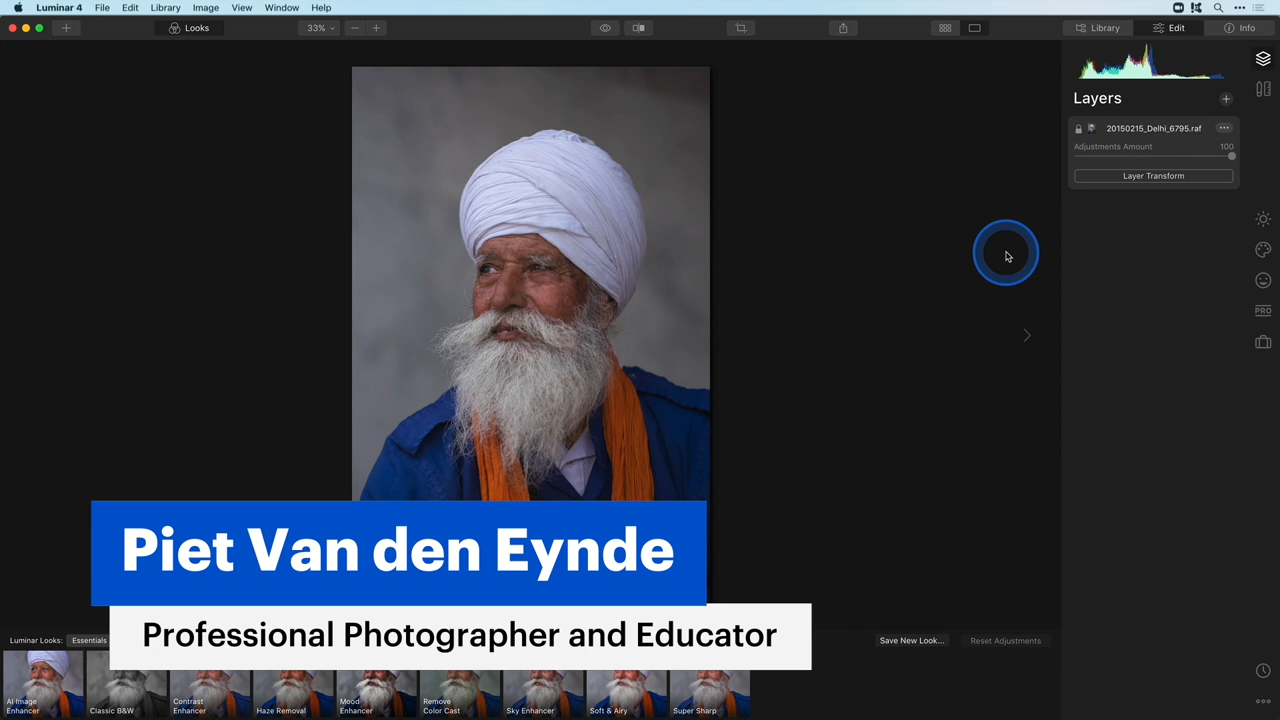 Luminar 4 File Edit Library Image View Window Help
Looks 33% Library Edit Info
Layers
20150215_Delhi_6795.raf
Adjustments Amount 100
Layer Transform
PRO
Piet Van den Eynde
Professional Photographer and Educator
Luminar Looks: Essentials Save New Look... Reset Adjustments
AI Image
Enhancer
Classic B&W
Contrast
Enhancer
Haze Removal
Mood
Enhancer
Remove
Color Cast
Sky Enhancer
Soft & Airy
Super Sharp